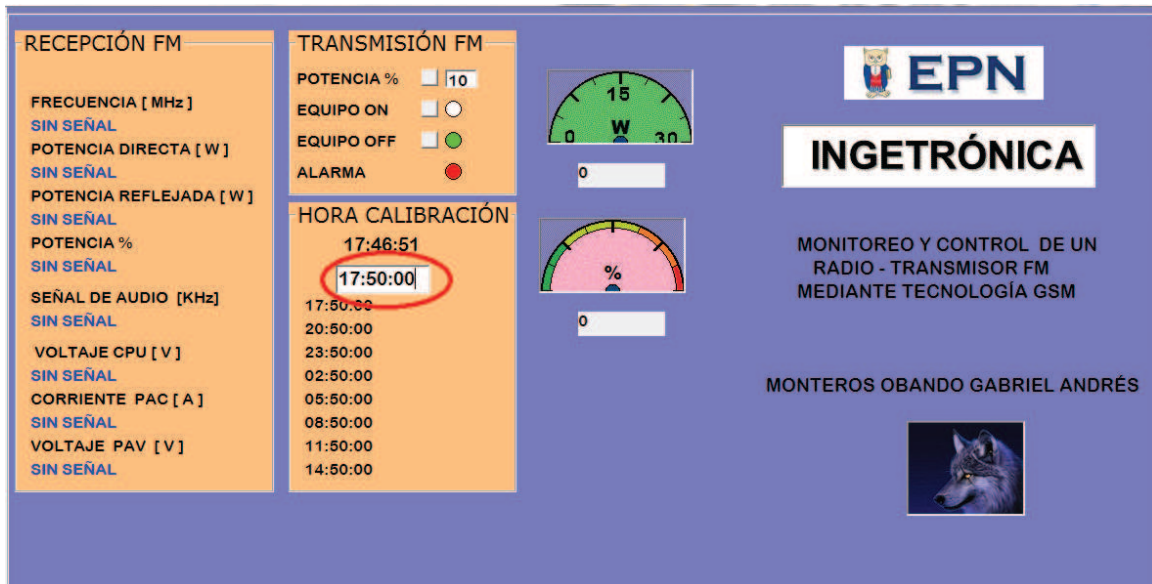 RECEPCIÓN FM
FRECUENCIA [ MHz ]
SIN SEÑAL
POTENCIA DIRECTA [ W ]
SIN SEÑAL
POTENCIA REFLEJADA [ W ]
SIN SEÑAL
POTENCIA %
SIN SEÑAL
SEÑAL DE AUDIO [KHz]
SIN SEÑAL
VOLTAJE CPU [ V ]
SIN SEÑAL
CORRIENTE PAC [ A ]
SIN SEÑAL
VOLTAJE PAV [ V ]
SIN SEÑAL
TRANSMISIÓN FM
POTENCIA % 10
EQUIPO ON
EQUIPO OFF
ALARMA
HORA CALIBRACIÓN
17:46:51
17:50:00
17:50:00
20:50:00
23:50:00
02:50:00
05:50:00
08:50:00
11:50:00
14:50:00
15
0 W 30
0
%
0
EPN
INGETRÓNICA
MONITOREO Y CONTROL DE UN
RADIO - TRANSMISOR FM
MEDIANTE TECNOLOGÍA GSM
MONTEROS OBANDO GABRIEL ANDRÉS